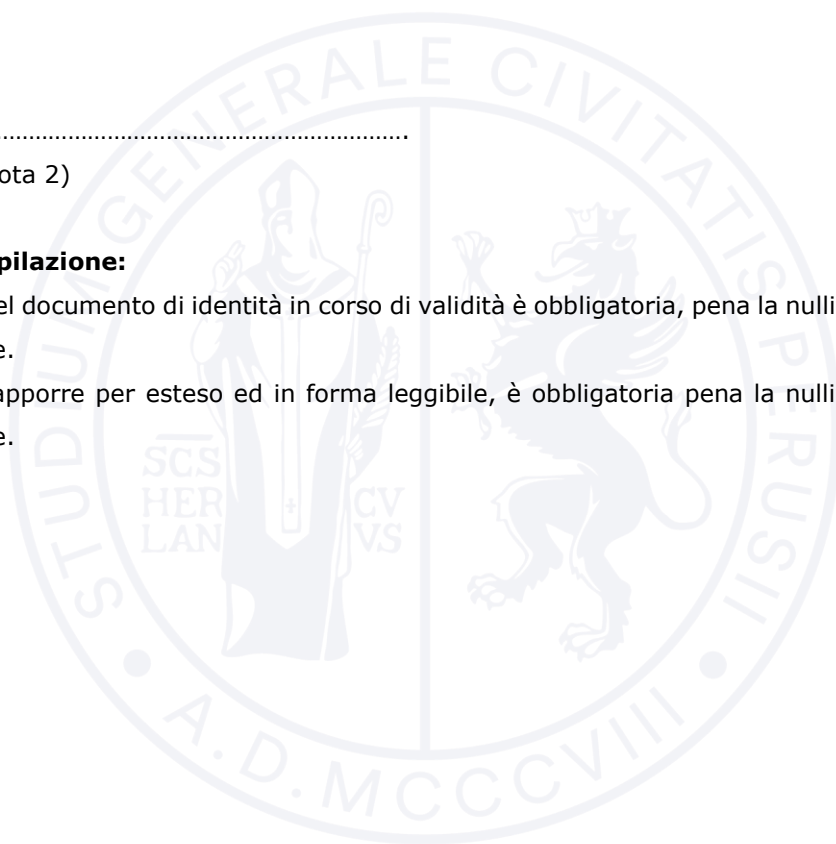 ………………………………………………………….
ota 2)
pilazione:
el documento di identità in corso di validità è obbligatoria, pena la nulli
e.
apporre per esteso ed in forma leggibile, è obbligatoria pena la nulli
e.
STUDIUM GENERALE CIVITATIS PERUSII
SCS
HER
LAN
CV
VS
A.D. MCCCVIII